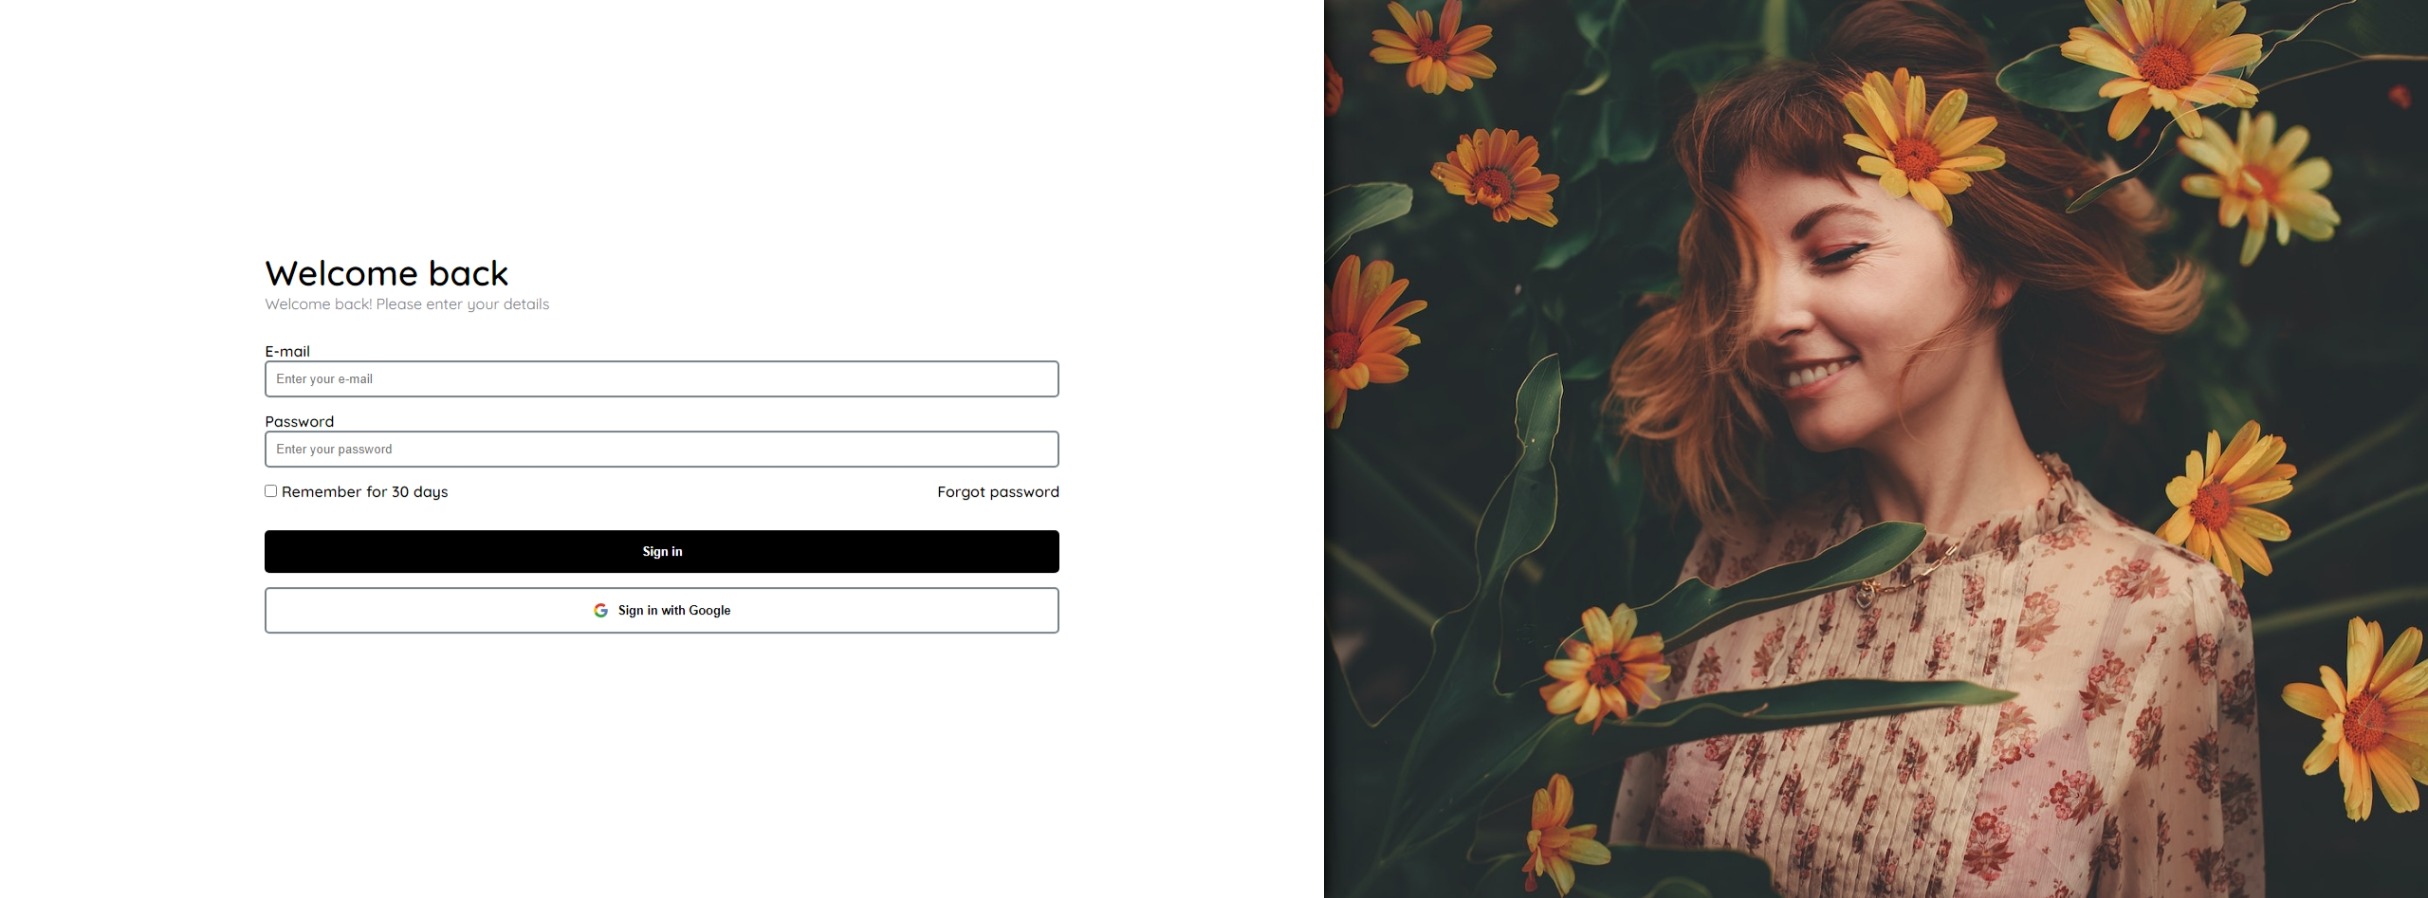 Welcome back
Welcome back! Please enter your details
E-mail
Enter your e-mail
Password
Enter your password
Remember for 30 days
Forgot password
Sign in
Sign in with Google